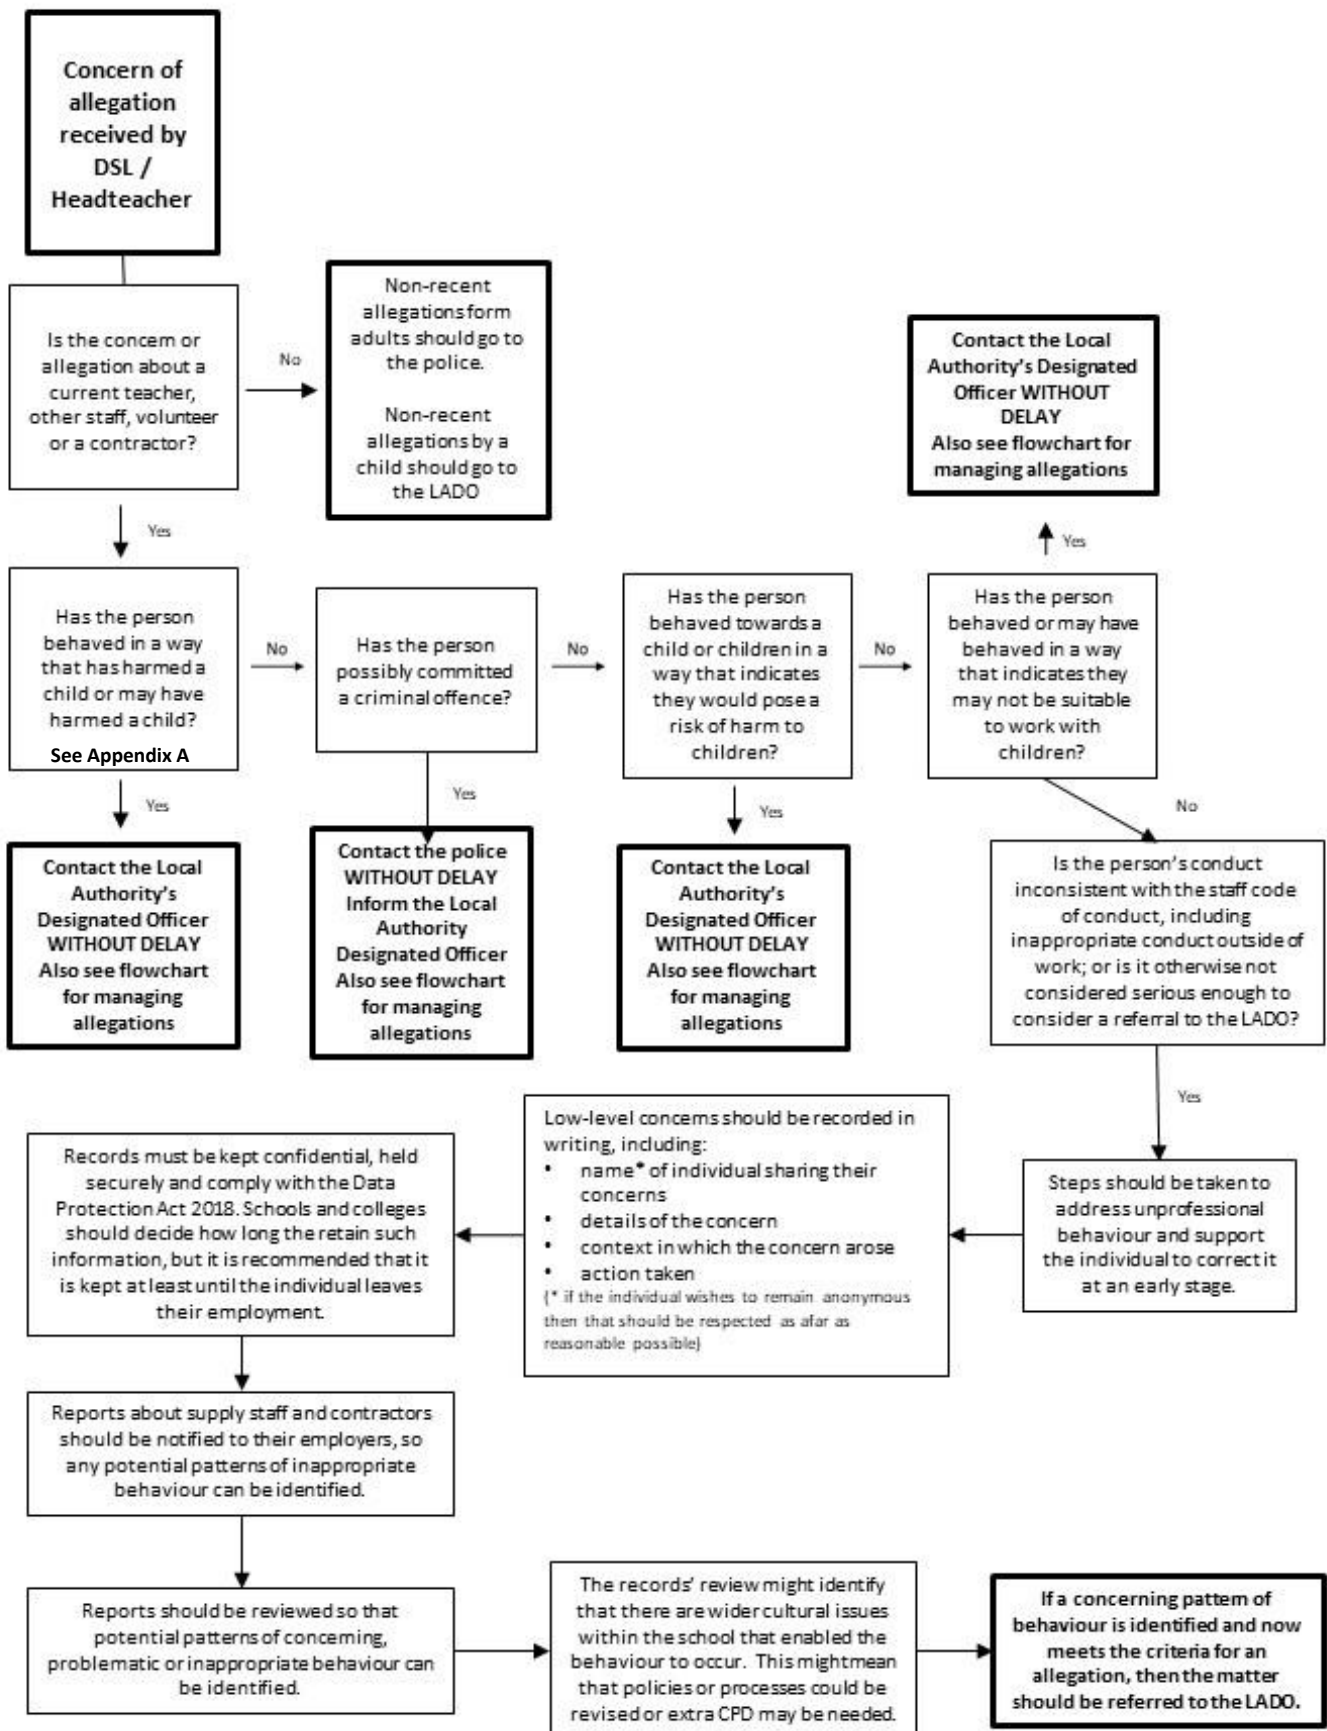 Concern of
allegation
received by
DSL /
Headteacher
Is the concern or
allegation about a
current teacher,
other staff, volunteer
or a contractor?
No
Non-recent
allegations form
adults should go to
the police.
Non-recent
allegations by a
child should go to
the LADO
Yes
Has the person
behaved in a way
that has harmed a
child or may have
harmed a child?
See Appendix A
No
Has the person
possibly committed
a criminal offence?
No
Has the person
behaved towards a
child or children in a
way that indicates
they would pose a
risk of harm to
children?
No
Has the person
behaved or may have
behaved in a way
that indicates they
may not be suitable
to work with
children?
Yes
Contact the Local
Authority's Designated
Officer WITHOUT
DELAY
Also see flowchart for
managing allegations
Yes
Contact the Local
Authority's
Designated Officer
WITHOUT DELAY
Also see flowchart
for managing
allegations
Yes
Contact the police
WITHOUT DELAY
Inform the Local
Authority
Designated Officer
Also see flowchart
for managing
allegations
Yes
Contact the Local
Authority's
Designated Officer
WITHOUT DELAY
Also see flowchart
for managing
allegations
No
Is the person's conduct
inconsistent with the staff code
of conduct, including
inappropriate conduct outside of
work; or is it otherwise not
considered serious enough to
consider a referral to the LADO?
Yes
Steps should be taken to
address unprofessional
behaviour and support
the individual to correct it
at an early stage.
Low-level concerns should be recorded in
writing, including:
• name* of individual sharing their
concerns
• details of the concern
• context in which the concern arose
• action taken
(* if the individual wishes to remain anonymous
then that should be respected as afar as
reasonable possible)
Records must be kept confidential, held
securely and comply with the Data
Protection Act 2018. Schools and colleges
should decide how long the retain such
information, but it is recommended that it
is kept at least until the individual leaves
their employment.
Reports about supply staff and contractors
should be notified to their employers, so
any potential patterns of inappropriate
behaviour can be identified.
Reports should be reviewed so that
potential patterns of concerning,
problematic or inappropriate behaviour can
be identified.
The records' review might identify
that there are wider cultural issues
within the school that enabled the
behaviour to occur. This might mean
that policies or processes could be
revised or extra CPD may be needed.
If a concerning pattern of
behaviour is identified and now
meets the criteria for an
allegation, then the matter
should be referred to the LADO.